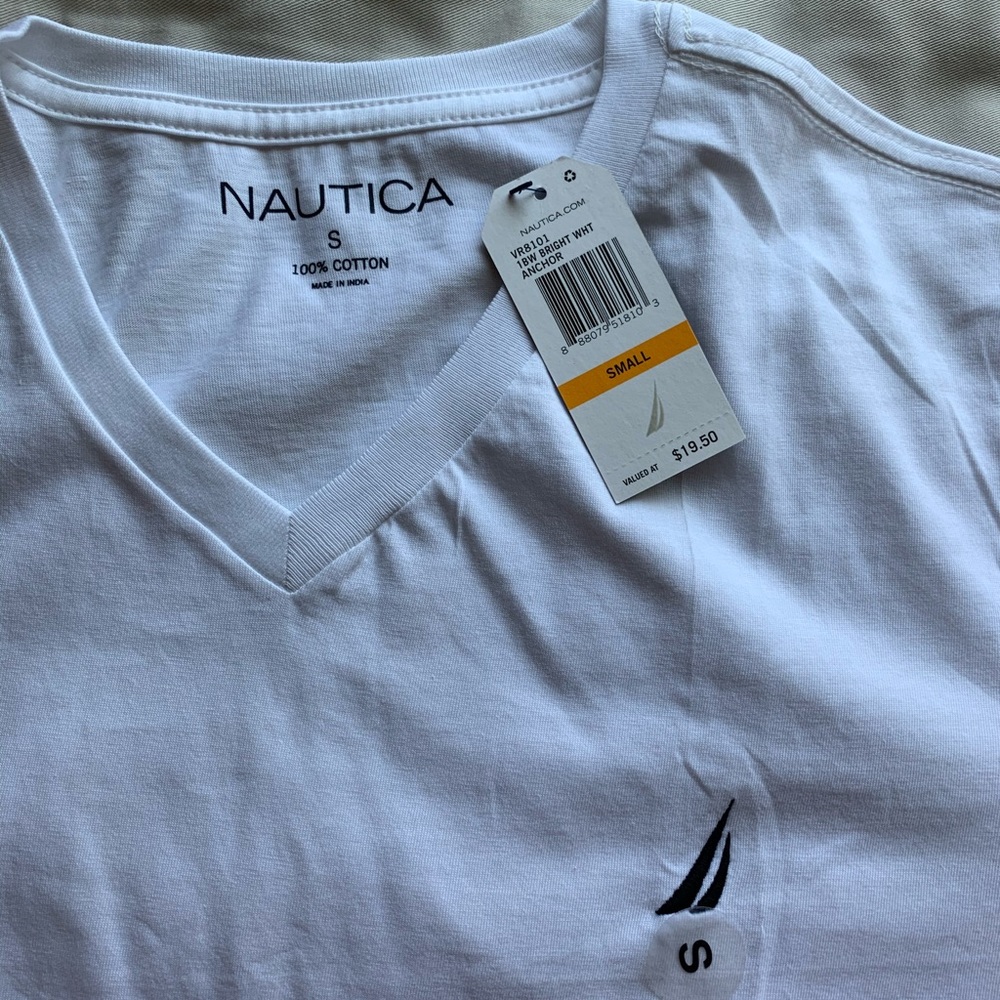 NAUTICA
S
100% COTTON
MADE IN INDIA
NAUTICA.COM
VR8101
1BW BRIGHT WHT
ANCHOR
8 88079 51810 3
SMALL
VALUED AT $19.50
S